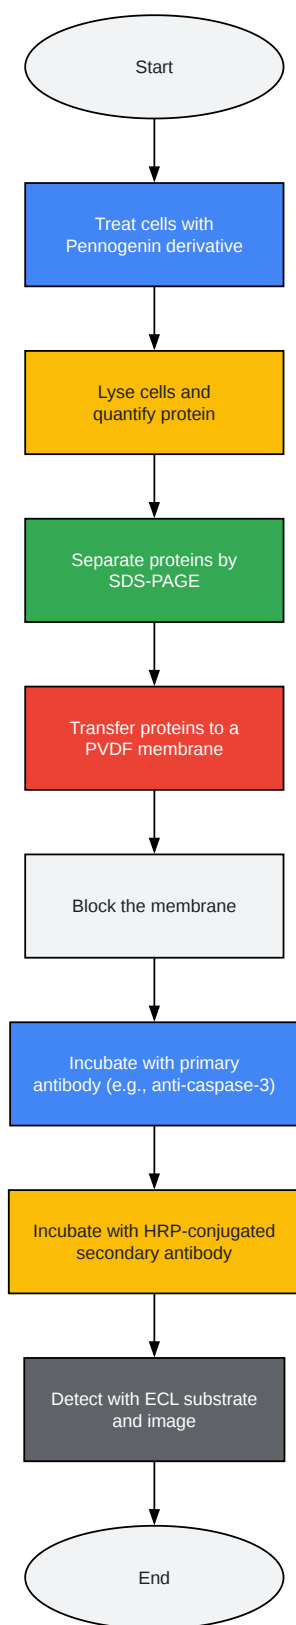 Start
Treat cells with
Pennogenin derivative
Lyse cells and
quantify protein
Separate proteins by
SDS-PAGE
Transfer proteins to a
PVDF membrane
Block the membrane
Incubate with primary
antibody (e.g., anti-caspase-3)
Incubate with HRP-conjugated
secondary antibody
Detect with ECL substrate
and image
End